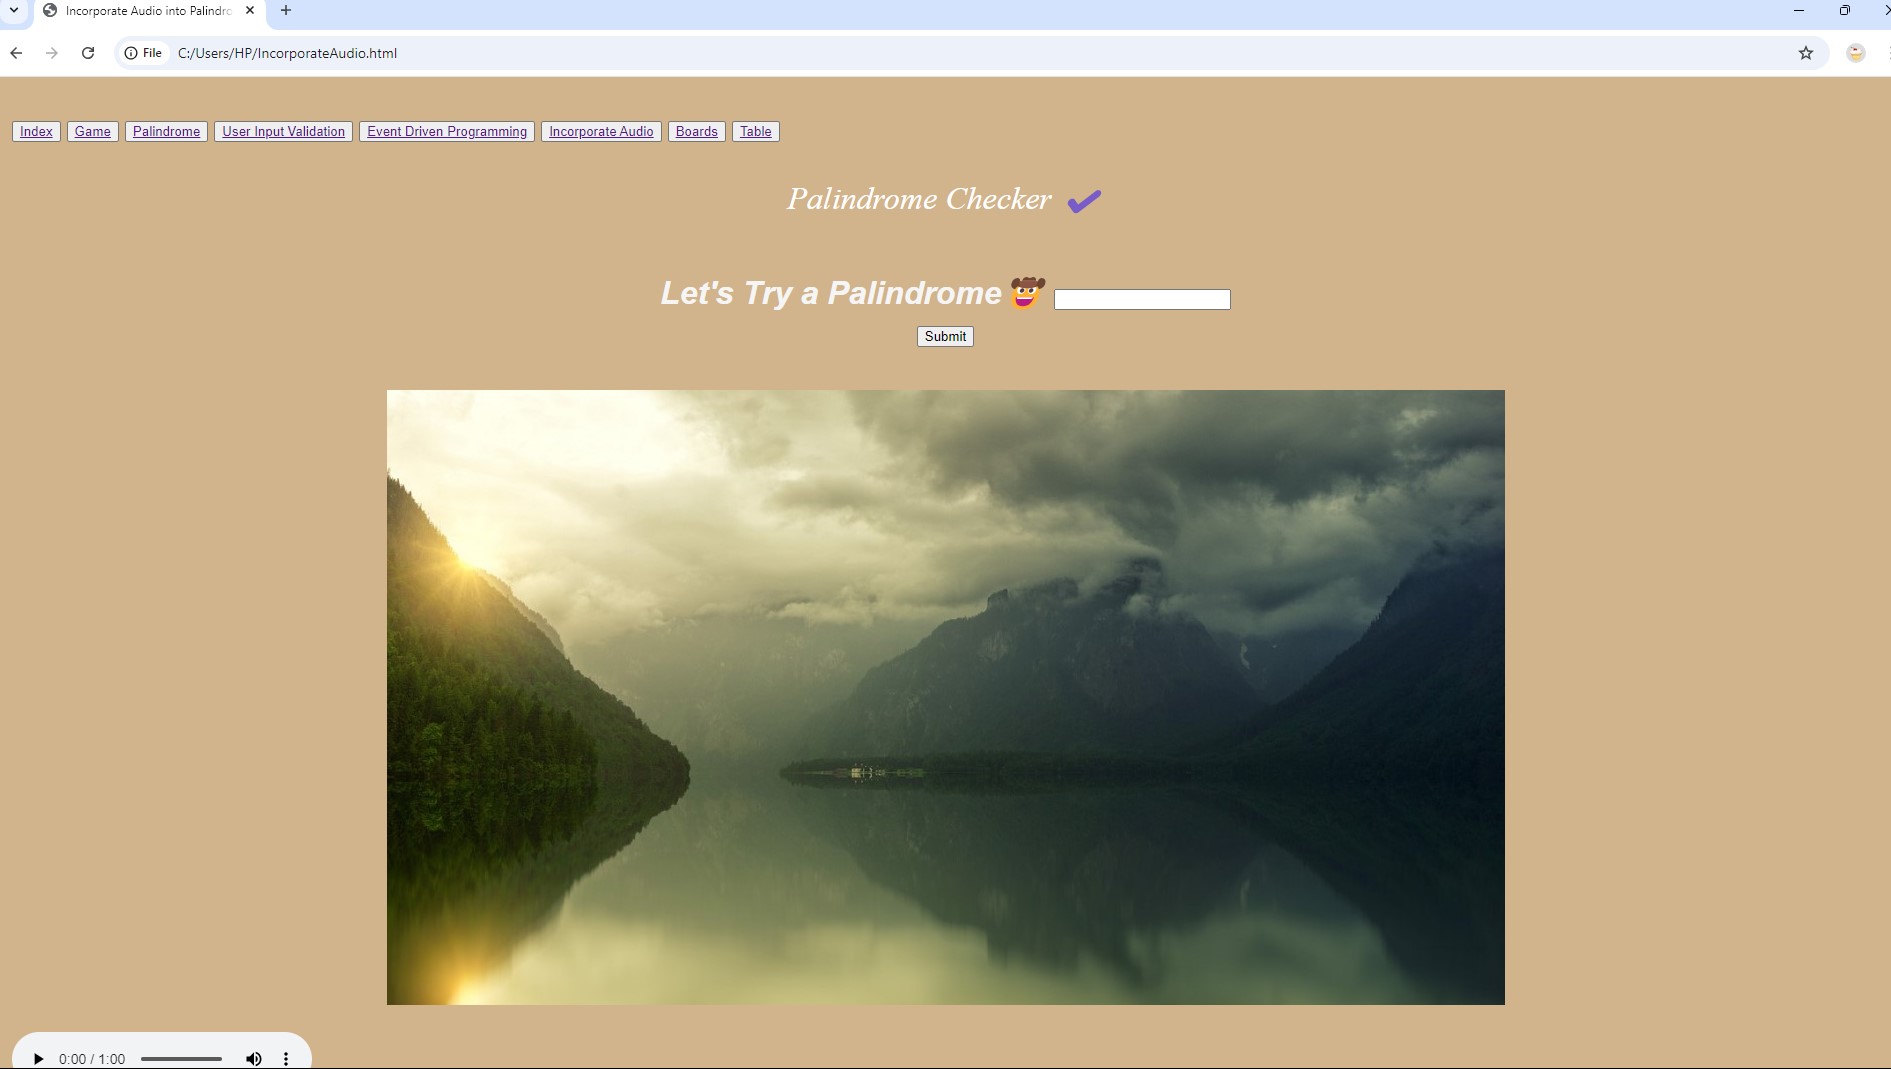 Incorporate Audio into Palindro
File C:/Users/HP/IncorporateAudio.html
Index Game Palindrome User Input Validation Event Driven Programming Incorporate Audio Boards Table
Palindrome Checker ✔
Let's Try a Palindrome 🤠
Submit
0:00 / 1:00